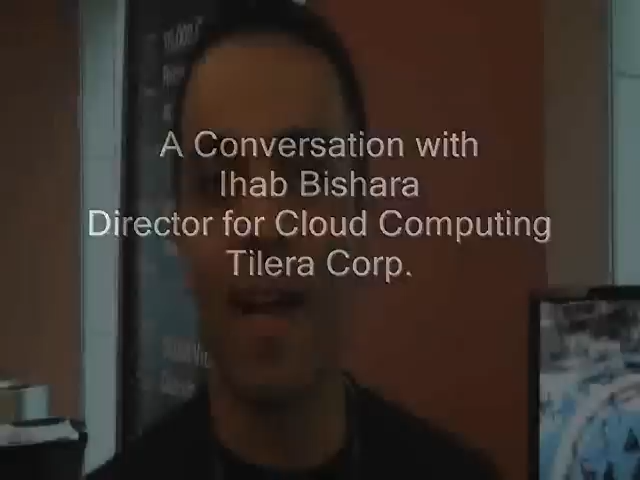 A Conversation with
Ihab Bishara
Director for Cloud Computing
Tilera Corp.